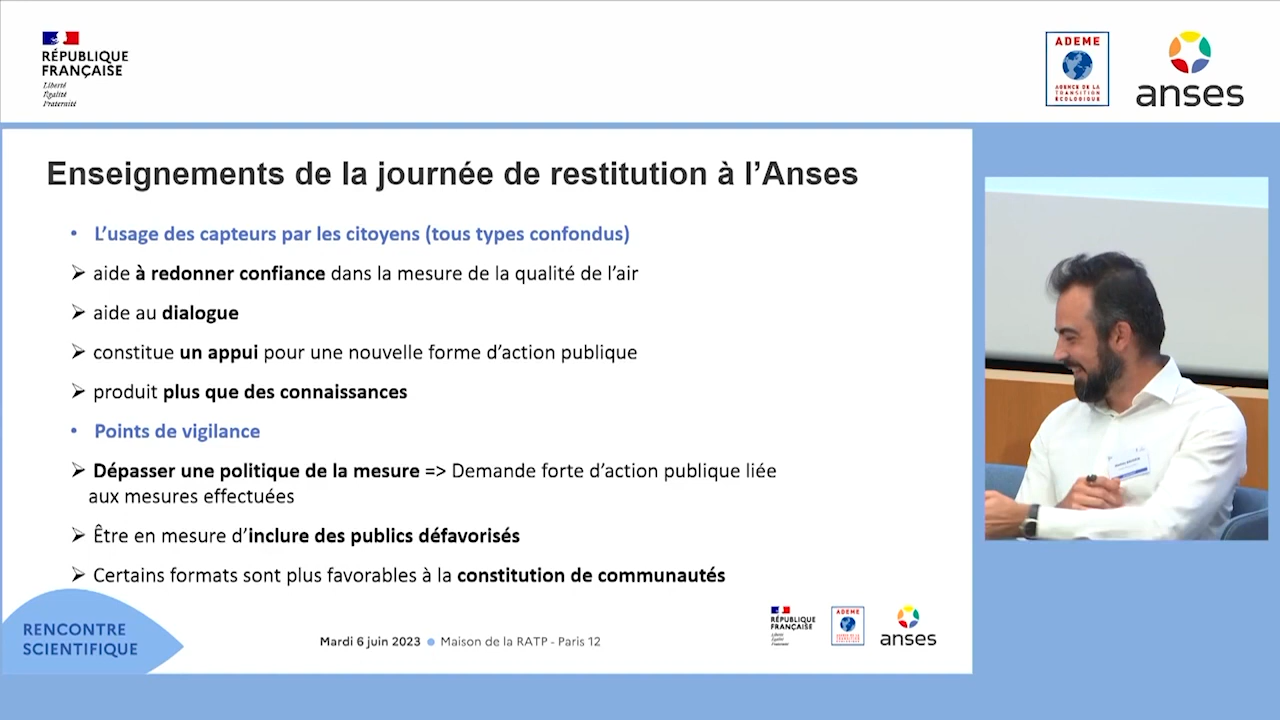 RÉPUBLIQUE
FRANÇAISE
Liberté
Égalité
Fraternité
ADEME
AGENCE DE LA
TRANSITION
ÉCOLOGIQUE
anses
Enseignements de la journée de restitution à l’Anses
• L’usage des capteurs par les citoyens (tous types confondus)
➢ aide à redonner confiance dans la mesure de la qualité de l’air
➢ aide au dialogue
➢ constitue un appui pour une nouvelle forme d’action publique
➢ produit plus que des connaissances
• Points de vigilance
➢ Dépasser une politique de la mesure => Demande forte d’action publique liée
aux mesures effectuées
➢ Être en mesure d’inclure des publics défavorisés
➢ Certains formats sont plus favorables à la constitution de communautés
RENCONTRE
SCIENTIFIQUE
Mardi 6 juin 2023 • Maison de la RATP - Paris 12
RÉPUBLIQUE
FRANÇAISE
Liberté
Égalité
Fraternité
ADEME
anses